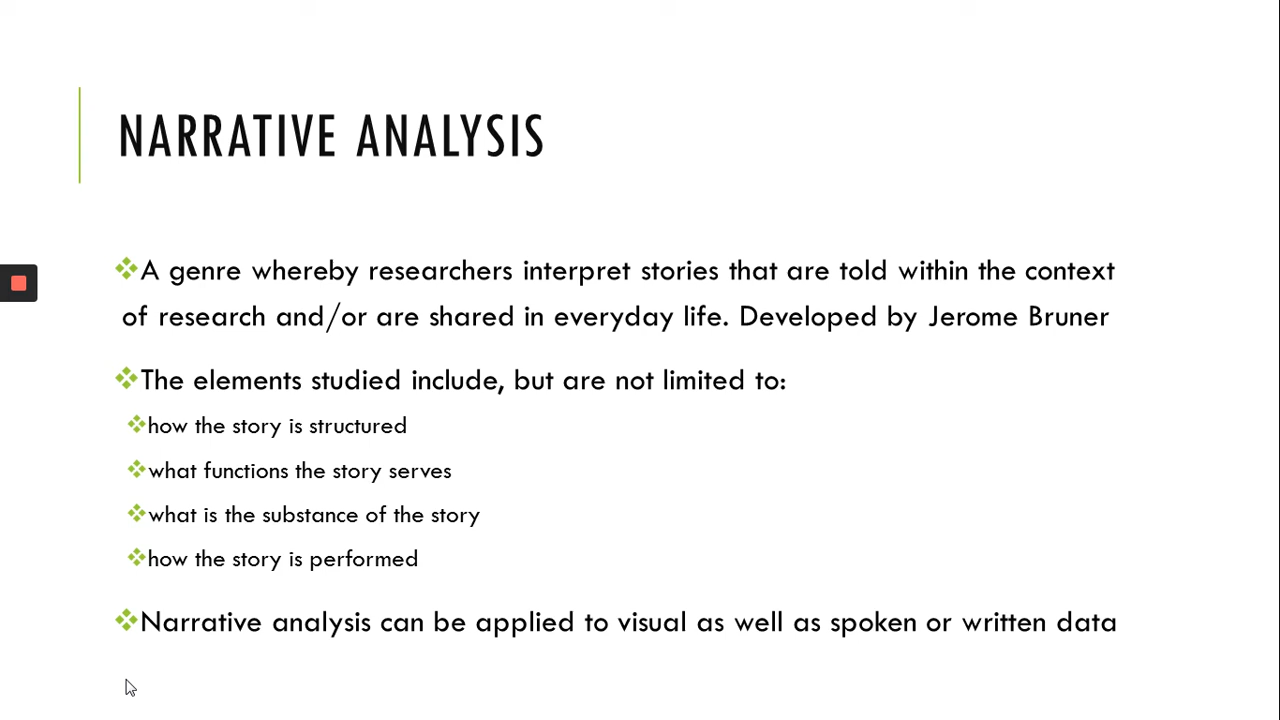 NARRATIVE ANALYSIS
A genre whereby researchers interpret stories that are told within the context
of research and/or are shared in everyday life. Developed by Jerome Bruner
The elements studied include, but are not limited to:
how the story is structured
what functions the story serves
what is the substance of the story
how the story is performed
Narrative analysis can be applied to visual as well as spoken or written data